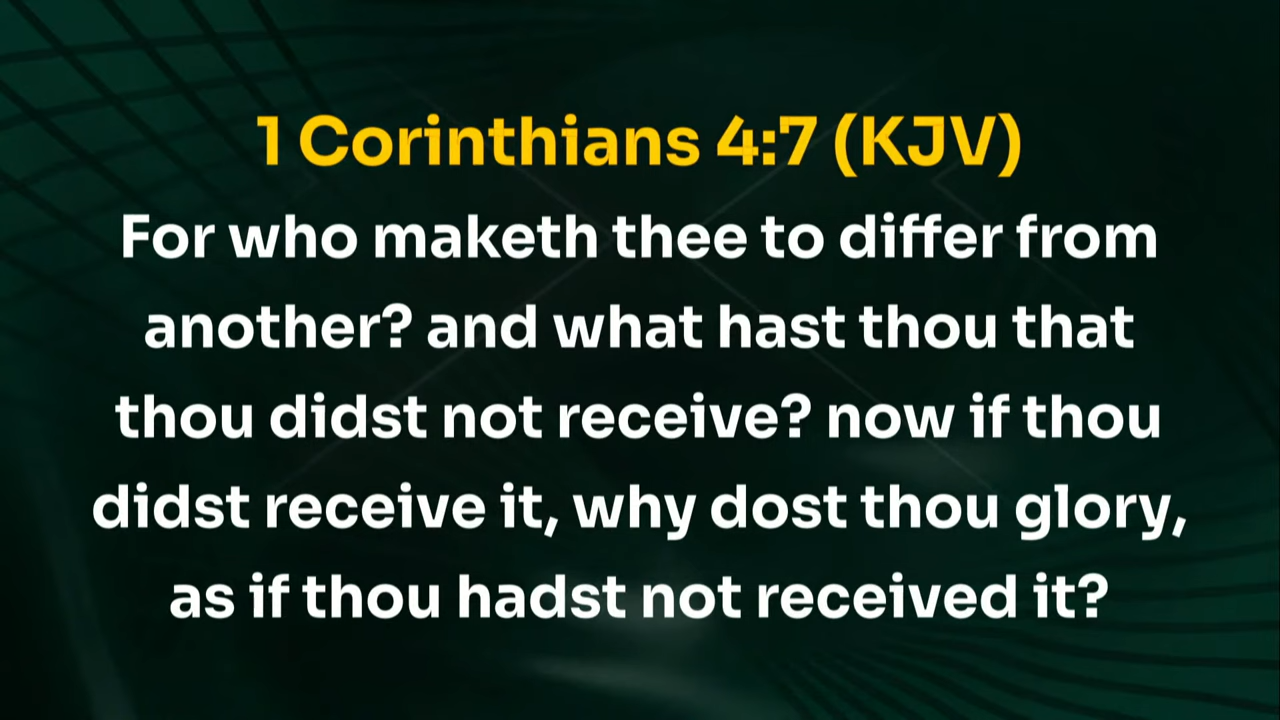 1 Corinthians 4:7 (KJV)
For who maketh thee to differ from
another? and what hast thou that
thou didst not receive? now if thou
didst receive it, why dost thou glory,
as if thou hadst not received it?